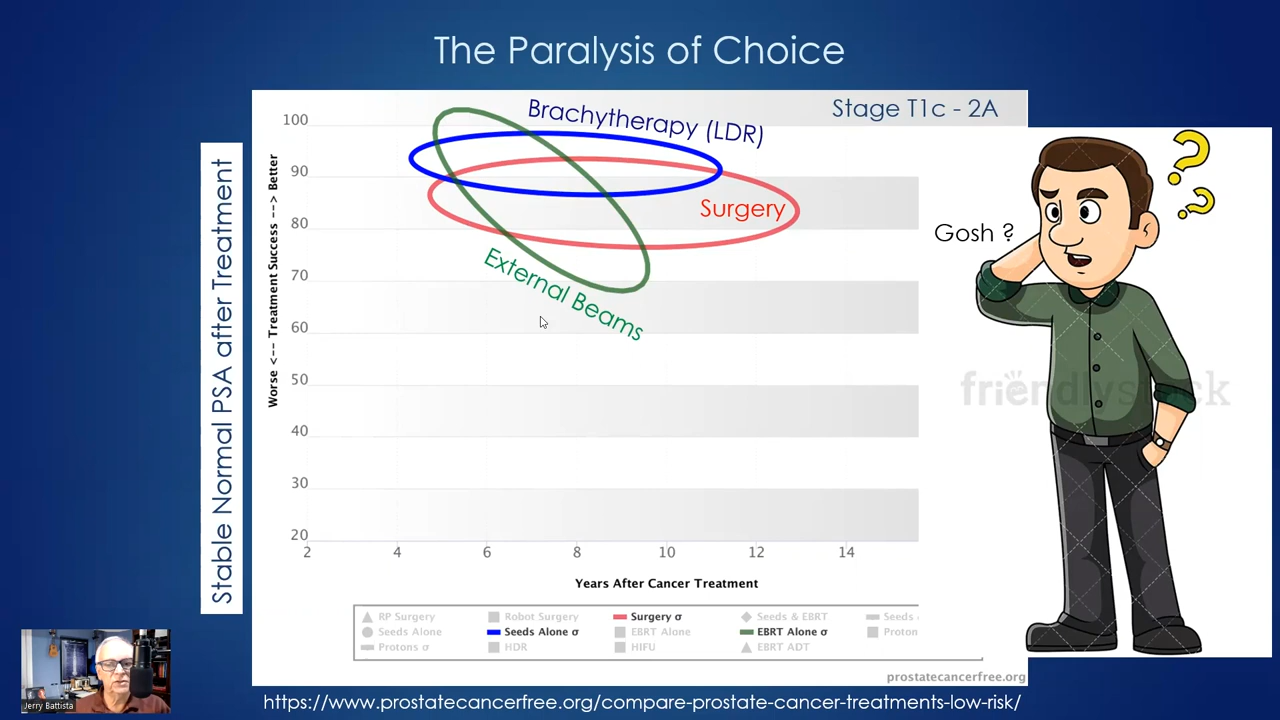 The Paralysis of Choice
Stage T1c - 2A
Brachytherapy (LDR)
Surgery
External Beams
Gosh ?
? ?
Stable Normal PSA after Treatment
Worse <-- Treatment Success --> Better
100
90
80
70
60
50
40
30
20
2 4 6 8 10 12 14
Years After Cancer Treatment
RP Surgery Robot Surgery Surgery σ Seeds & EBRT Seeds
Seeds Alone Seeds Alone σ EBRT Alone EBRT Alone σ Proton
Protons σ HDR HIFU EBRT ADT
prostatecancerfree.org
friendlystock
Jerry Battista
https://www.prostatecancerfree.org/compare-prostate-cancer-treatments-low-risk/